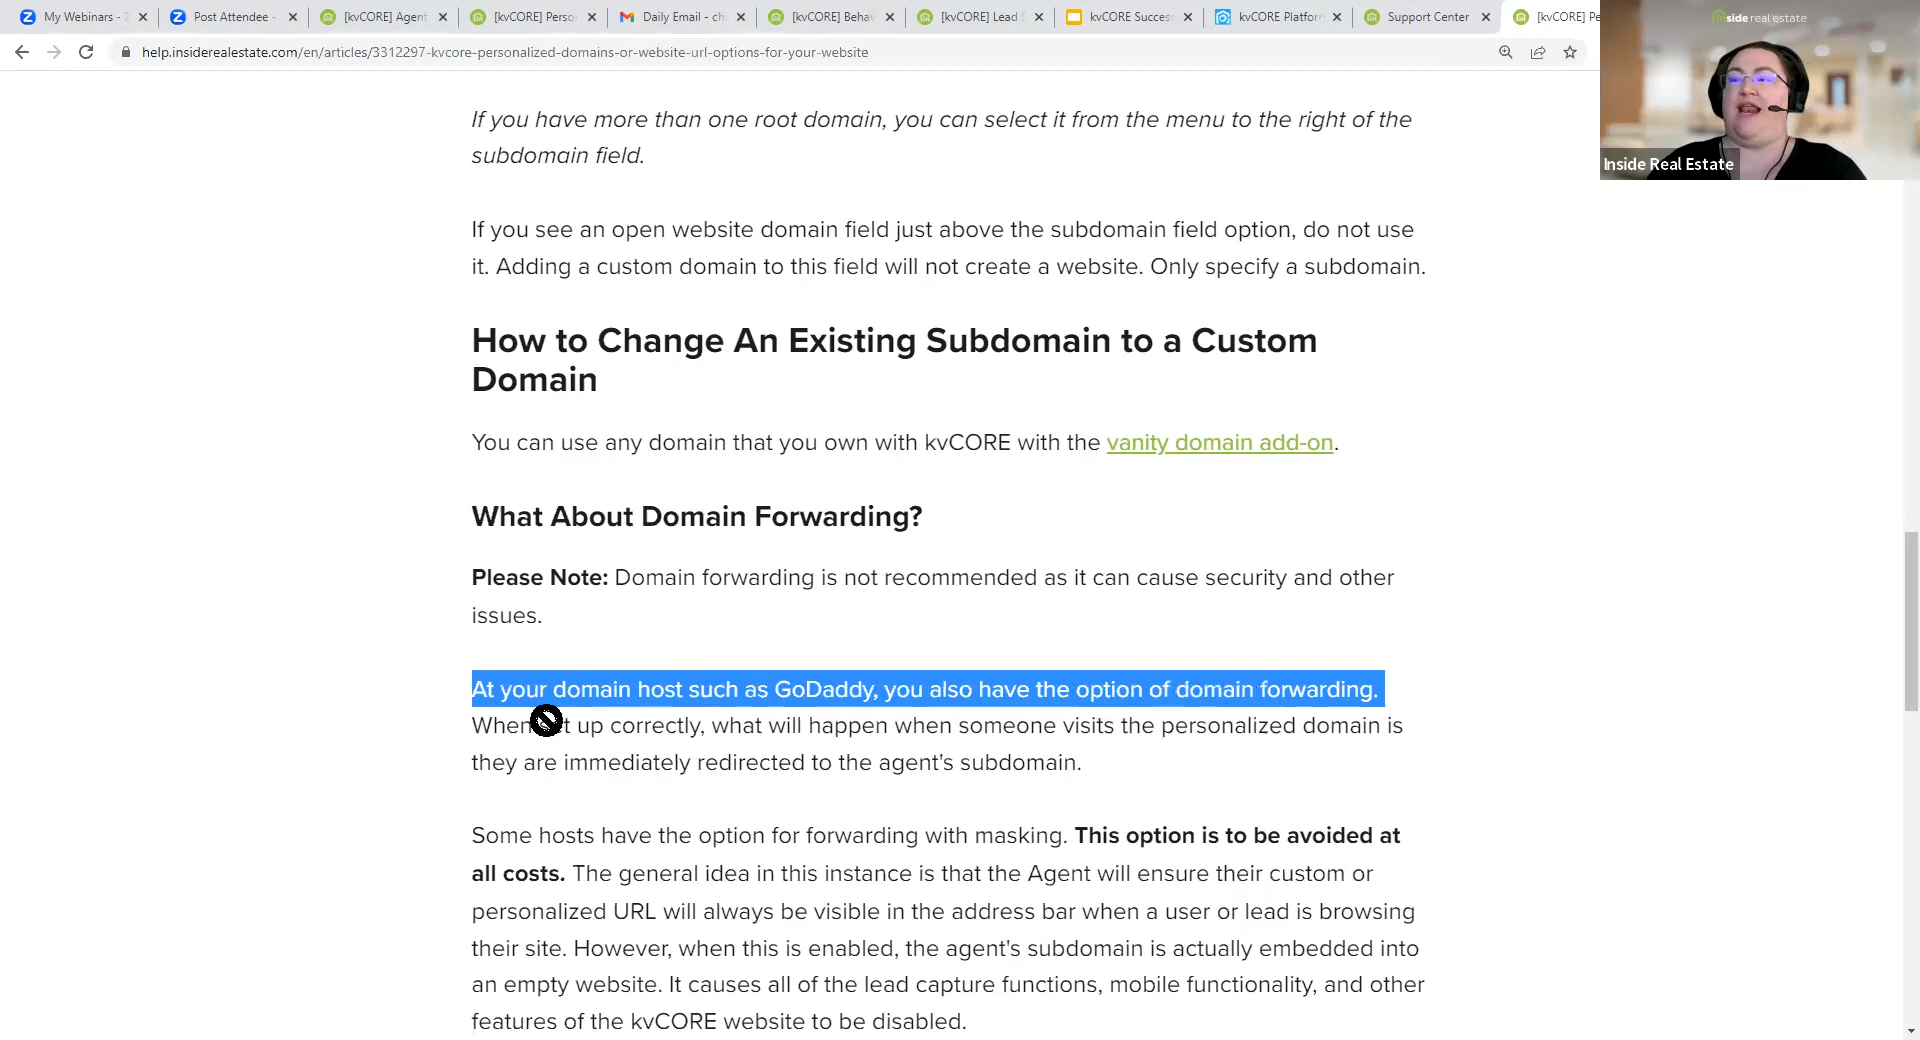 My Webinars - Z
Post Attendee -
[kvCORE] Agent
[kvCORE] Perso
Daily Email - ch
[kvCORE] Behav
[kvCORE] Lead
kvCORE Success
kvCORE Platform
Support Center
[kvCORE] Pe
help.insiderealestate.com/en/articles/3312297-kvcore-personalized-domains-or-website-url-options-for-your-website
inside real estate
Inside Real Estate
If you have more than one root domain, you can select it from the menu to the right of the
subdomain field.
If you see an open website domain field just above the subdomain field option, do not use
it. Adding a custom domain to this field will not create a website. Only specify a subdomain.
How to Change An Existing Subdomain to a Custom
Domain
You can use any domain that you own with kvCORE with the vanity domain add-on.
What About Domain Forwarding?
Please Note: Domain forwarding is not recommended as it can cause security and other
issues.
At your domain host such as GoDaddy, you also have the option of domain forwarding.
When up correctly, what will happen when someone visits the personalized domain is
they are immediately redirected to the agent's subdomain.
Some hosts have the option for forwarding with masking. This option is to be avoided at
all costs. The general idea in this instance is that the Agent will ensure their custom or
personalized URL will always be visible in the address bar when a user or lead is browsing
their site. However, when this is enabled, the agent's subdomain is actually embedded into
an empty website. It causes all of the lead capture functions, mobile functionality, and other
features of the kvCORE website to be disabled.